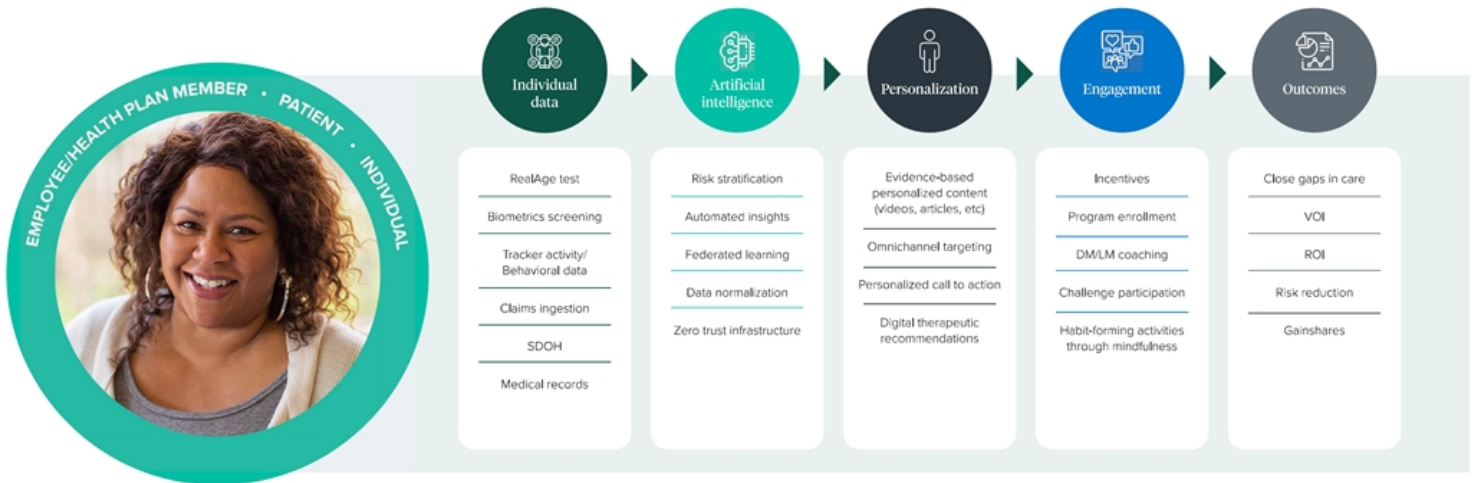 EMPLOYEE/HEALTH PLAN MEMBER • PATIENT • INDIVIDUAL
Individual
data
RealAge test
Biometrics screening
Tracker activity/
Behavioral data
Claims ingestion
SDOH
Medical records
Artificial
intelligence
Risk stratification
Automated insights
Federated learning
Data normalization
Zero trust infrastructure
Personalization
Evidence-based
personalized content
(videos, articles, etc)
Omnichannel targeting
Personalized call to action
Digital therapeutic
recommendations
Engagement
Incentives
Program enrollment
DM/LM coaching
Challenge participation
Habit-forming activities
through mindfulness
Outcomes
Close gaps in care
VOI
ROI
Risk reduction
Gainshares